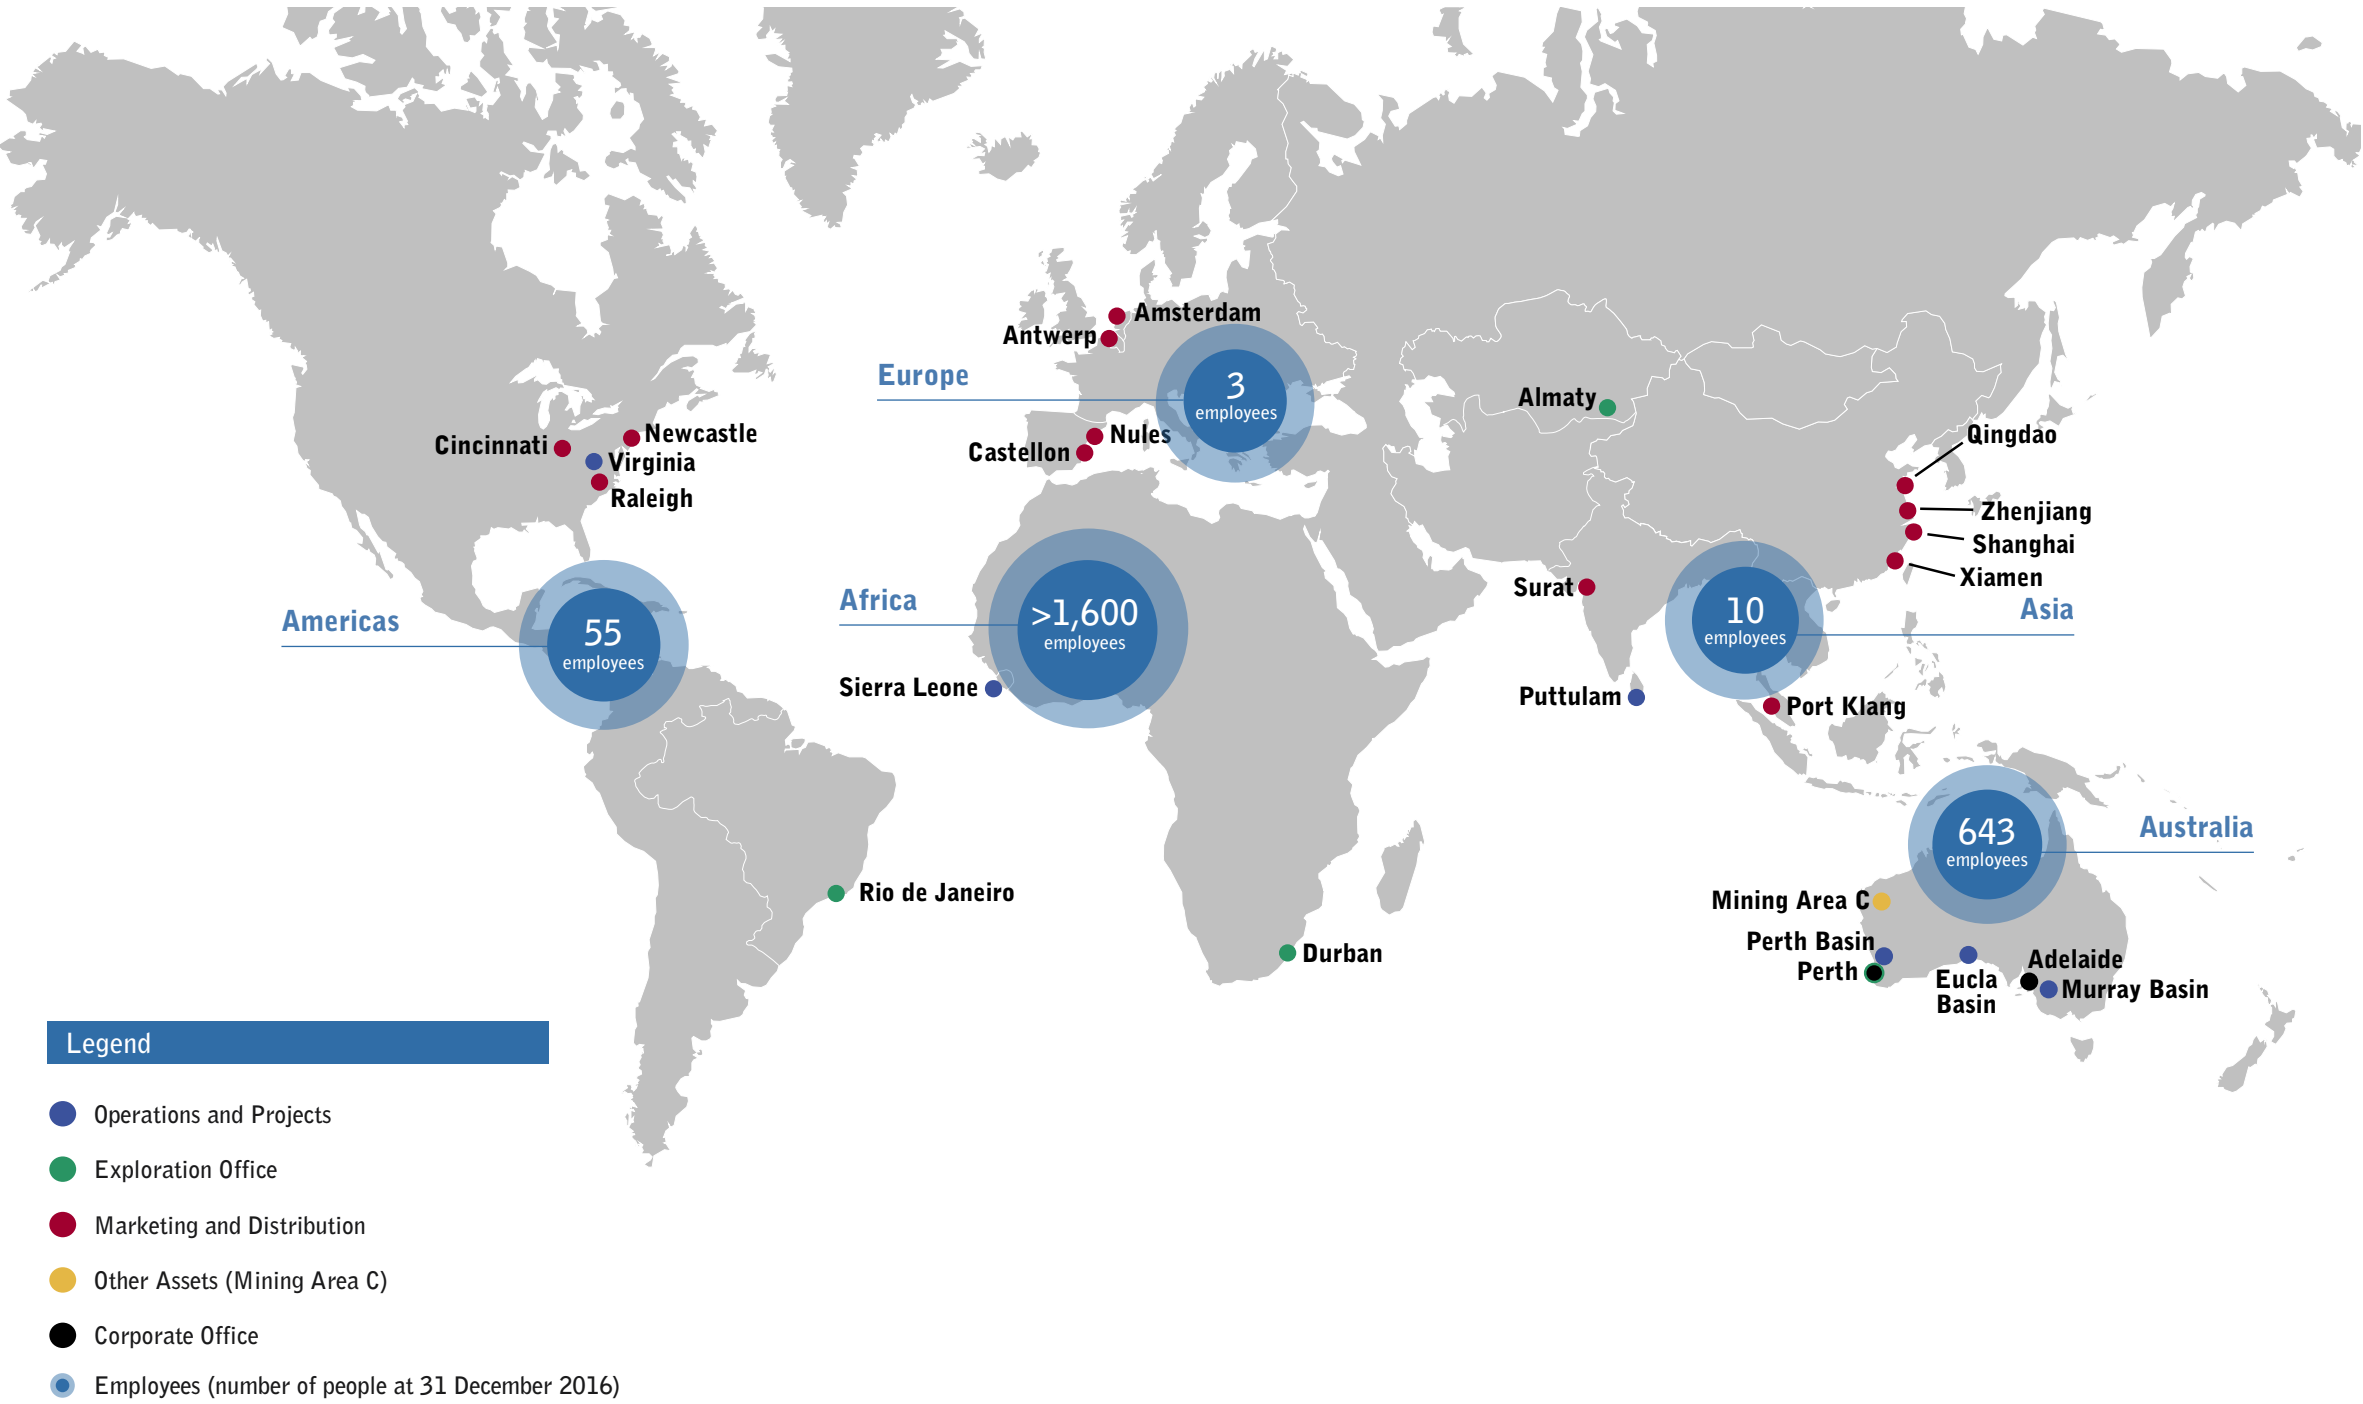 Amsterdam
Antwerp
Europe
3
employees
Almaty
Nules
Castellon
Cincinnati
Newcastle
Virginia
Raleigh
Qingdao
Zhenjiang
Shanghai
Xiamen
Surat
Asia
10
employees
Africa
>1,600
employees
Americas
55
employees
Sierra Leone
Puttulam
Port Klang
643
employees
Australia
Rio de Janeiro
Durban
Mining Area C
Perth Basin
Perth
Eucla
Basin
Adelaide
Murray Basin
Legend
Operations and Projects
Exploration Office
Marketing and Distribution
Other Assets (Mining Area C)
Corporate Office
Employees (number of people at 31 December 2016)